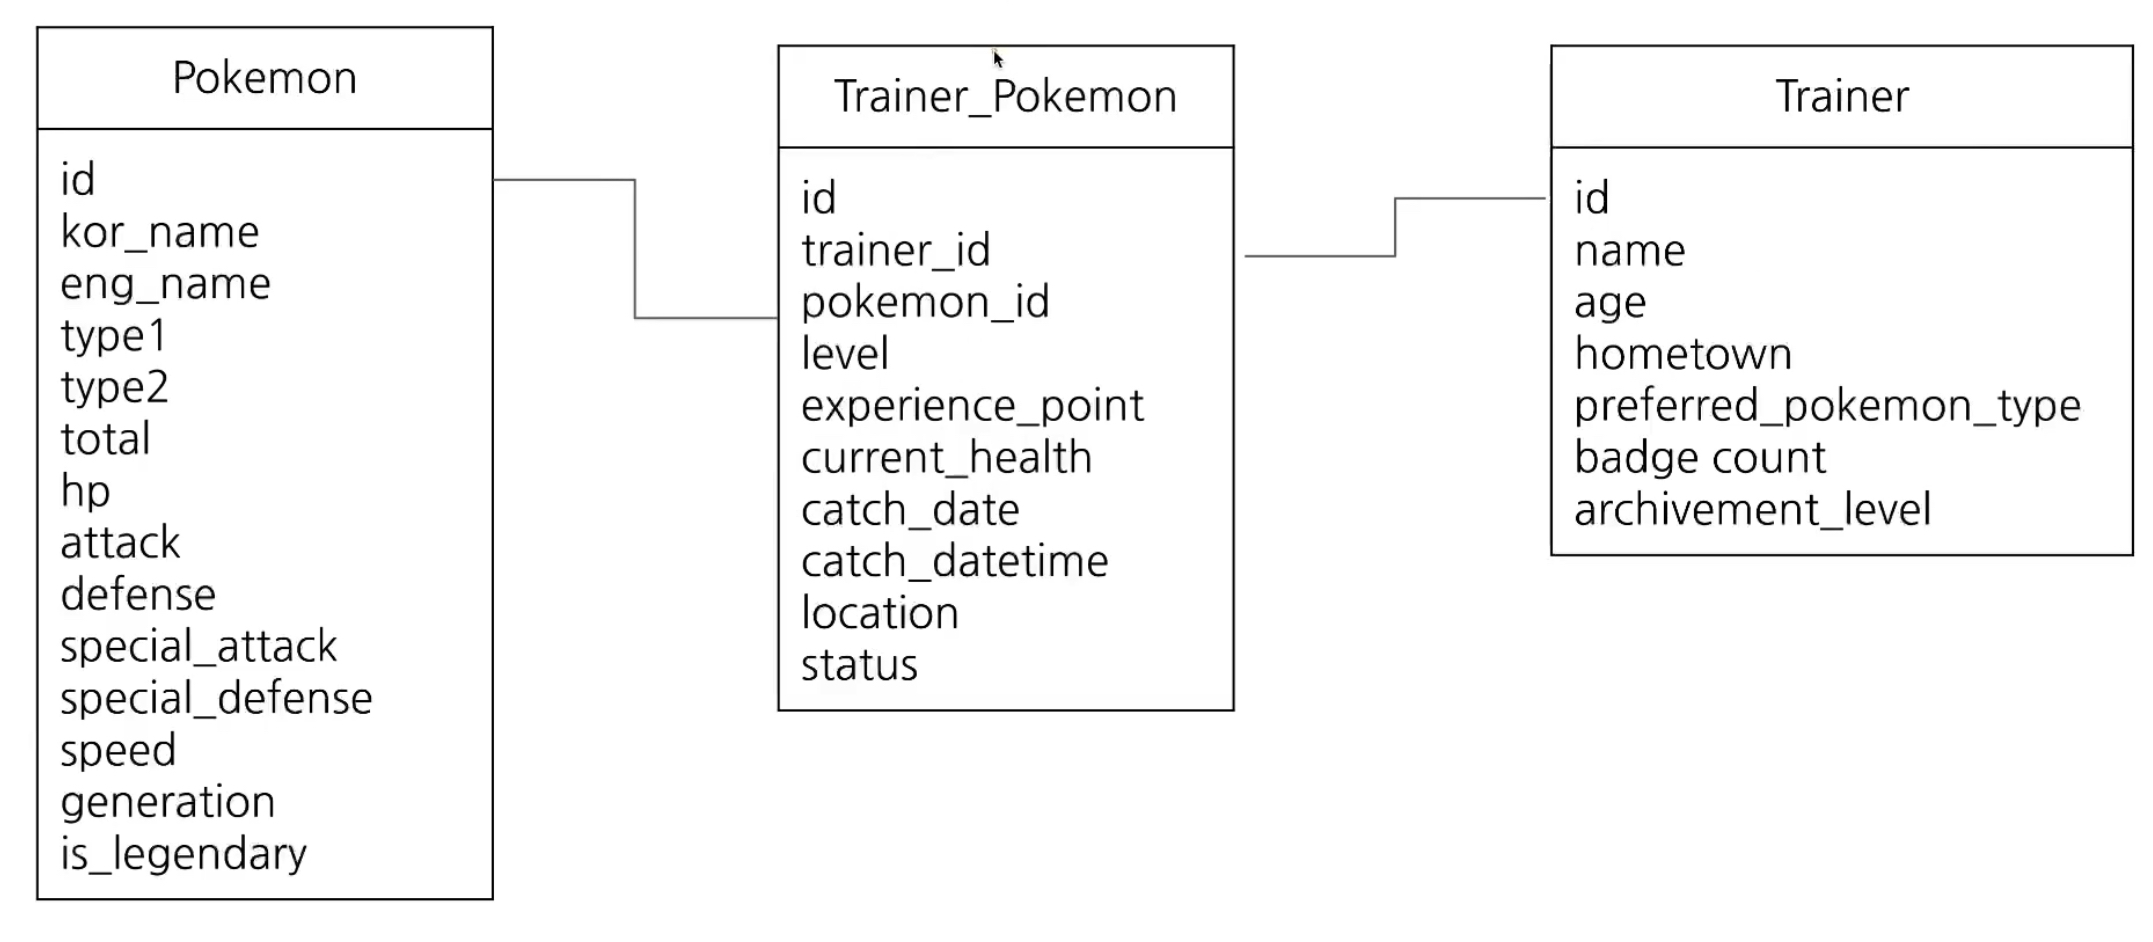 Pokemon
id
kor_name
eng_name
type1
type2
total
hp
attack
defense
special_attack
special_defense
speed
generation
is_legendary
Trainer_Pokemon
id
trainer_id
pokemon_id
level
experience_point
current_health
catch_date
catch_datetime
location
status
Trainer
id
name
age
hometown
preferred_pokemon_type
badge count
archivement_level